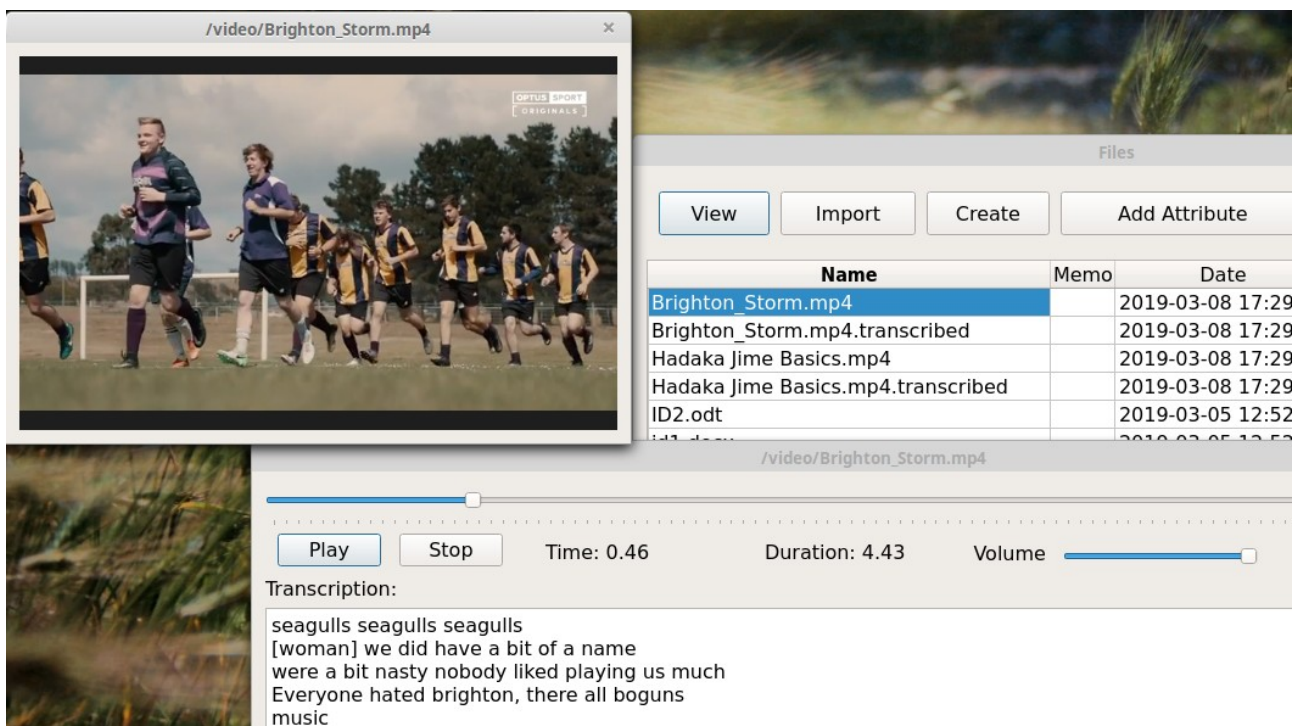 /video/Brighton_Storm.mp4 ×
OPTUS SPORT
ORIGINALS
Files
View Import Create Add Attribute
Name Memo Date
Brighton_Storm.mp4 2019-03-08 17:29
Brighton_Storm.mp4.transcribed 2019-03-08 17:29
Hadaka Jime Basics.mp4 2019-03-08 17:29
Hadaka Jime Basics.mp4.transcribed 2019-03-08 17:29
ID2.odt 2019-03-05 12:52
/video/Brighton_Storm.mp4
Play Stop Time: 0.46 Duration: 4.43 Volume
Transcription:
seagulls seagulls seagulls
[woman] we did have a bit of a name
were a bit nasty nobody liked playing us much
Everyone hated brighton, there all boguns
music